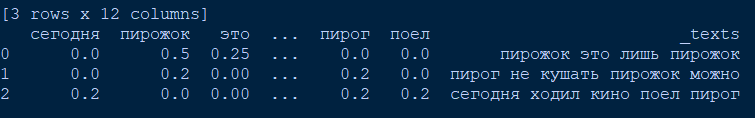 [3 rows x 12 columns]
сегодня пирожок это ... пирог поел _texts
0 0.0 0.5 0.25 ... 0.0 0.0 пирожок это лишь пирожок
1 0.0 0.2 0.00 ... 0.2 0.0 пирог не кушать пирожок можно
2 0.2 0.0 0.00 ... 0.2 0.2 сегодня ходил кино поел пирог